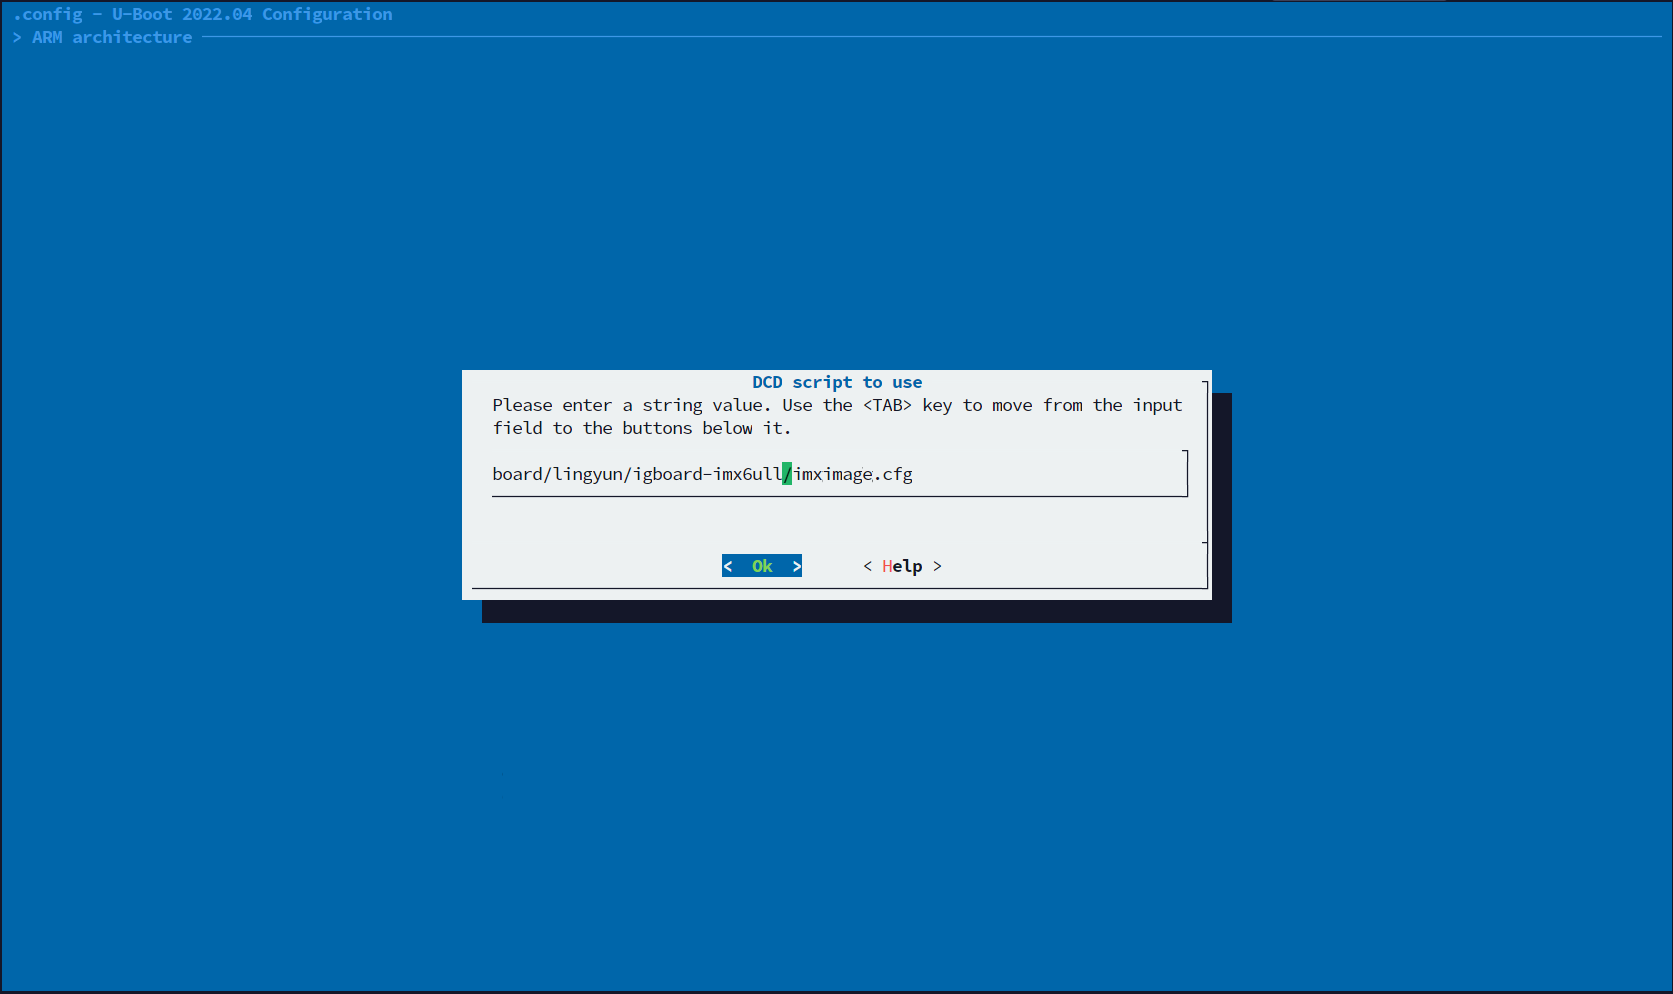 .config - U-Boot 2022.04 Configuration
> ARM architecture
DCD script to use
Please enter a string value. Use the <TAB> key to move from the input
field to the buttons below it.
board/lingyun/igboard-imx6ull/imximage.cfg
< Ok > < Help >